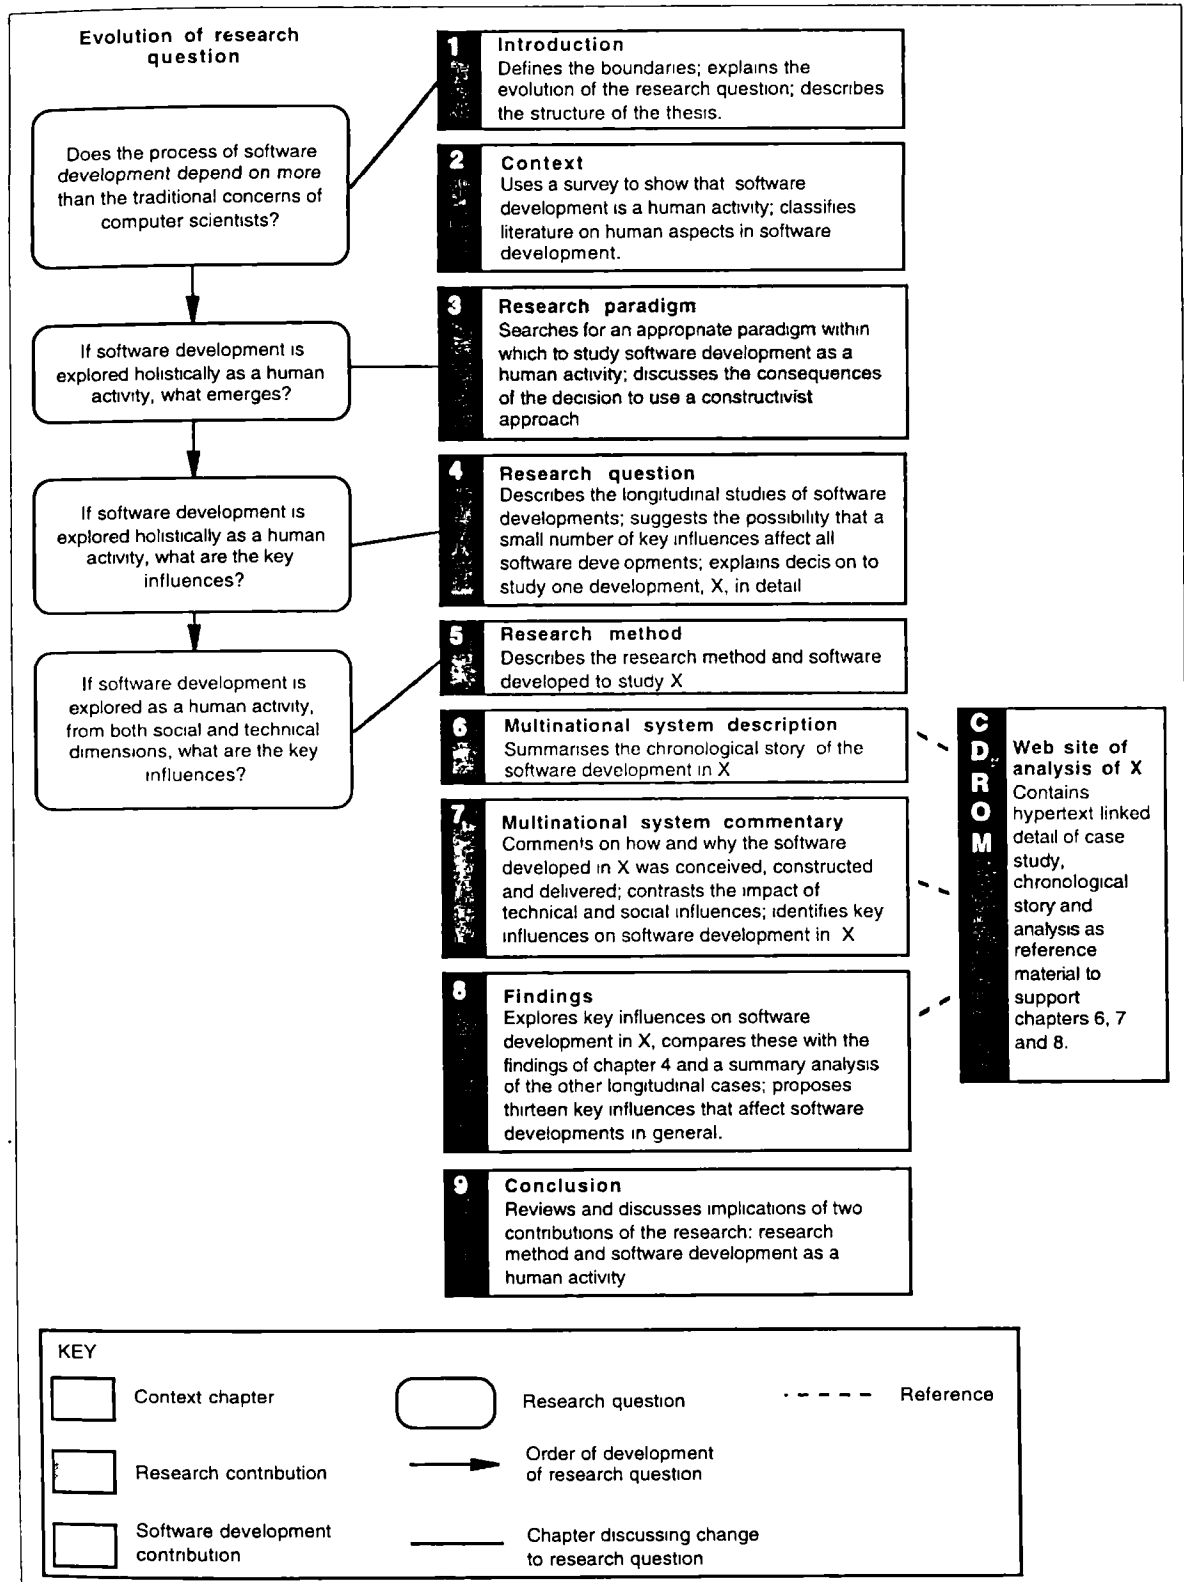 Evolution of research
question
Does the process of software
development depend on more
than the traditional concerns of
computer scientists?
If software development is
explored holistically as a human
activity, what emerges?
If software development is
explored holistically as a human
activity, what are the key
influences?
If software development is
explored as a human activity,
from both social and technical
dimensions, what are the key
influences?
1
Introduction
Defines the boundaries; explains the
evolution of the research question; describes
the structure of the thesis.
2
Context
Uses a survey to show that software
development is a human activity; classifies
literature on human aspects in software
development.
3
Research paradigm
Searches for an appropriate paradigm within
which to study software development as a
human activity; discusses the consequences
of the decision to use a constructivist
approach
4
Research question
Describes the longitudinal studies of software
developments; suggests the possibility that a
small number of key influences affect all
software deve opments; explains decis on to
study one development, X, in detail
5
Research method
Describes the research method and software
developed to study X
6
Multinational system description
Summarises the chronological story of the
software development in X
7
Multinational system commentary
Comments on how and why the software
developed in X was conceived, constructed
and delivered; contrasts the impact of
technical and social influences; identifies key
influences on software development in X
8
Findings
Explores key influences on software
development in X, compares these with the
findings of chapter 4 and a summary analysis
of the other longitudinal cases; proposes
thirteen key influences that affect software
developments in general.
9
Conclusion
Reviews and discusses implications of two
contributions of the research: research
method and software development as a
human activity
C
D
R
O
M
Web site of
analysis of X
Contains
hypertext linked
detail of case
study,
chronological
story and
analysis as
reference
material to
support
chapters 6, 7
and 8.
KEY
Context chapter
Research contribution
Software development
contribution
Research question
Order of development
of research question
Chapter discussing change
to research question
Reference